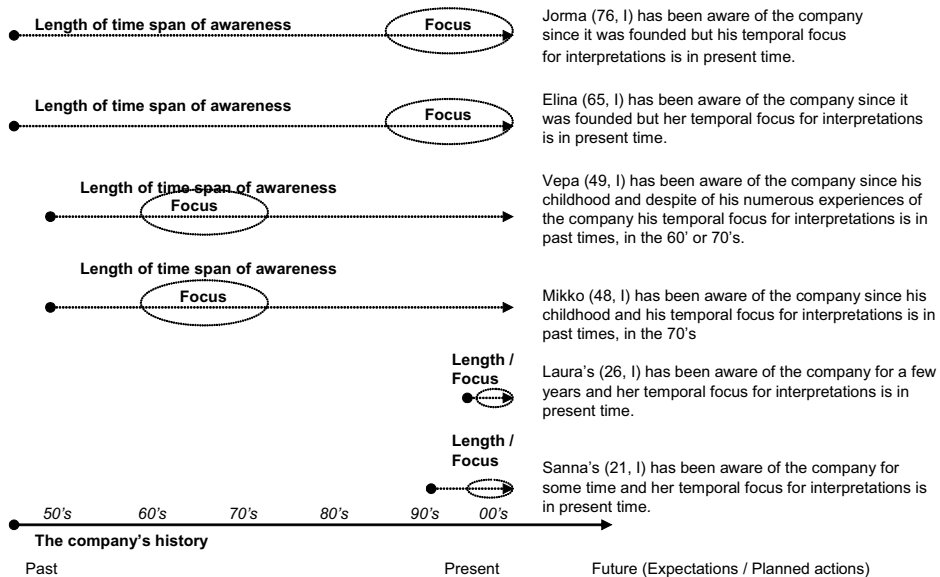 Length of time span of awareness
Focus
Jorma (76, I) has been aware of the company
since it was founded but his temporal focus
for interpretations is in present time.
Length of time span of awareness
Focus
Elina (65, I) has been aware of the company since it
was founded but her temporal focus for interpretations
is in present time.
Length of time span of awareness
Focus
Vepa (49, I) has been aware of the company since his
childhood and despite of his numerous experiences of
the company his temporal focus for interpretations is in
past times, in the 60' or 70's.
Length of time span of awareness
Focus
Mikko (48, I) has been aware of the company since his
childhood and his temporal focus for interpretations is in
past times, in the 70's
Length /
Focus
Laura's (26, I) has been aware of the company for a few
years and her temporal focus for interpretations is in
present time.
Length /
Focus
Sanna's (21, I) has been aware of the company for
some time and her temporal focus for interpretations is
in present time.
50's 60's 70's 80's 90's 00's
The company's history
Past Present Future (Expectations / Planned actions)